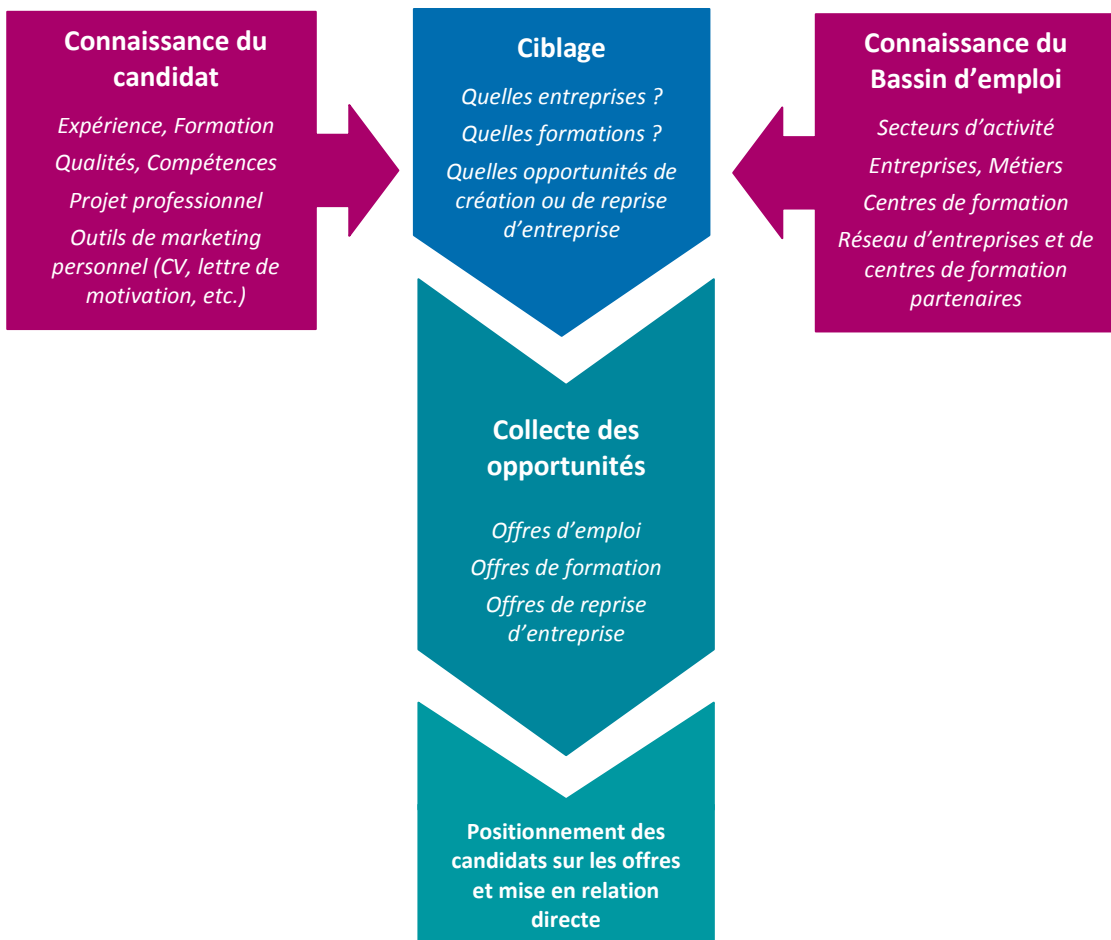 Connaissance du
candidat
Expérience, Formation
Qualités, Compétences
Projet professionnel
Outils de marketing
personnel (CV, lettre de
motivation, etc.)
Ciblage
Quelles entreprises ?
Quelles formations ?
Quelles opportunités de
création ou de reprise
d’entreprise
Connaissance du
Bassin d’emploi
Secteurs d’activité
Entreprises, Métiers
Centres de formation
Réseau d’entreprises et de
centres de formation
partenaires
Collecte des
opportunités
Offres d’emploi
Offres de formation
Offres de reprise
d’entreprise
Positionnement des
candidats sur les offres
et mise en relation
directe